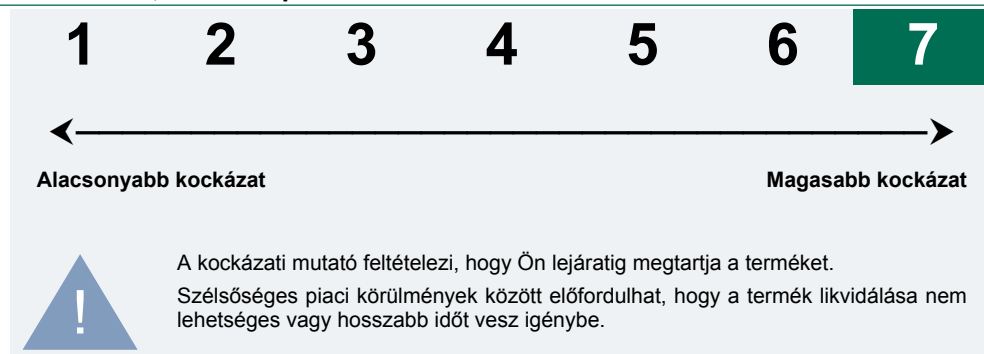 1 2 3 4 5 6 7
Alacsonyabb kockázat Magasabb kockázat
A kockázati mutató feltételezi, hogy Ön lejáratig megtartja a terméket.
Szélsőséges piaci körülmények között előfordulhat, hogy a termék likvidálása nem
lehetséges vagy hosszabb időt vesz igénybe.
!